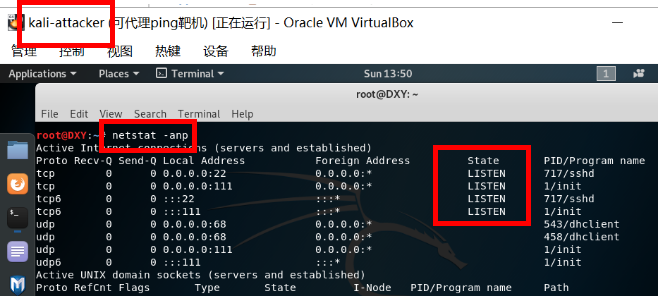 kali-attacker (可代理ping靶机) [正在运行] - Oracle VM VirtualBox
管理 控制 视图 热键 设备 帮助
Applications Places Terminal Sun 13:50 1
root@DXY: ~
File Edit View Search Terminal Help
root@DXY:~# netstat -anp
Active Internet connections (servers and established)
Proto Recv-Q Send-Q Local Address Foreign Address State PID/Program name
tcp 0 0 0.0.0.0:22 0.0.0.0:* LISTEN 717/sshd
tcp 0 0 0.0.0.0:111 0.0.0.0:* LISTEN 1/init
tcp6 0 0 :::22 :::* LISTEN 717/sshd
tcp6 0 0 :::111 :::* LISTEN 1/init
udp 0 0 0.0.0.0:68 0.0.0.0:* 543/dhclient
udp 0 0 0.0.0.0:68 0.0.0.0:* 458/dhclient
udp 0 0 0.0.0.0:111 0.0.0.0:* 1/init
udp6 0 0 :::111 :::* 1/init
Active UNIX domain sockets (servers and established)
Proto RefCnt Flags Type State I-Node PID/Program name Path